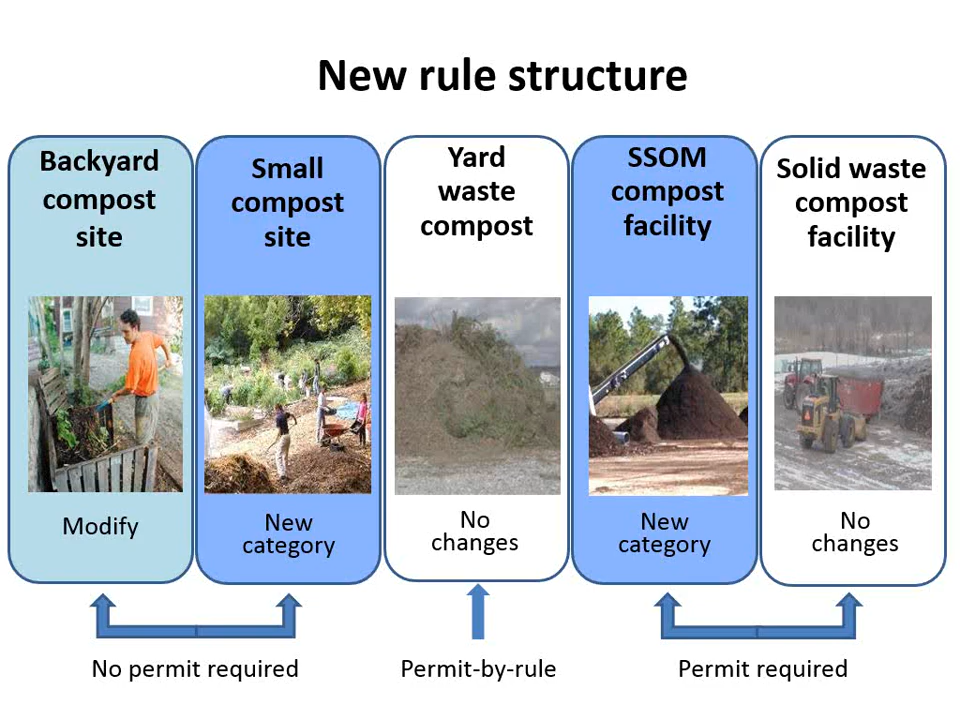 New rule structure
Backyard
compost
site
Small
compost
site
Yard
waste
compost
SSOM
compost
facility
Solid waste
compost
facility
Modify
New
category
No
changes
New
category
No
changes
No permit required
Permit-by-rule
Permit required